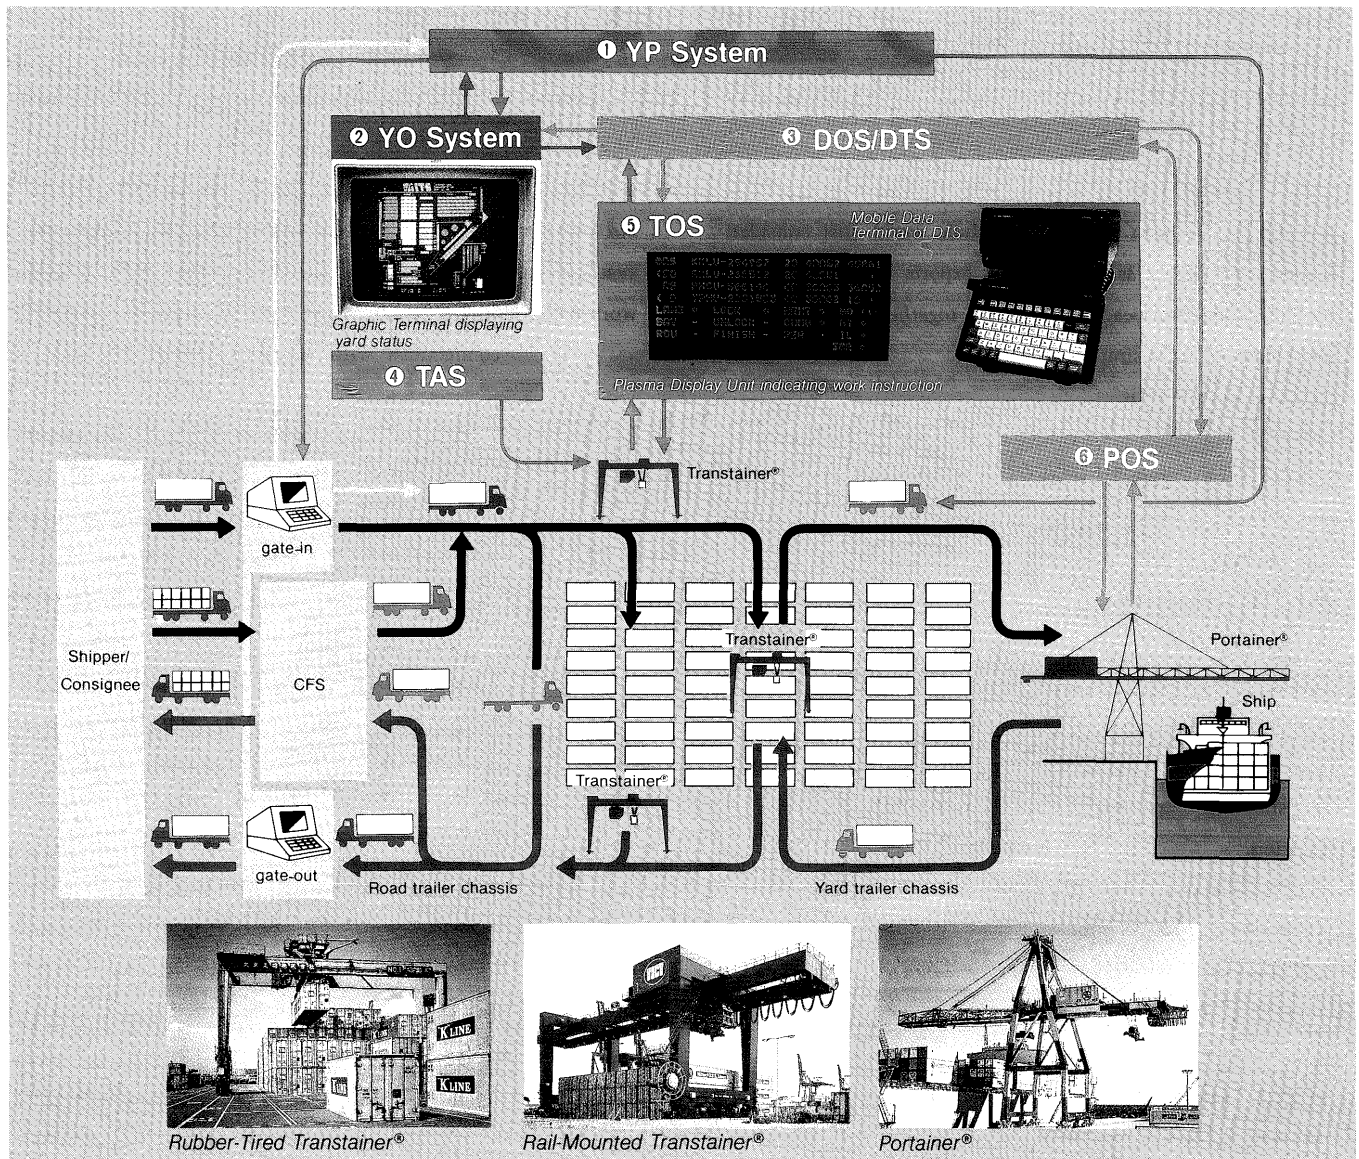 ❶ YP System
❷ YO System
❸ DOS/DTS
Graphic Terminal displaying
yard status
❹ TAS
❺ TOS
Mobile Data
Terminal of DTS
LOCK
UNLOCK
FINISH
Plasma Display Unit indicating work instruction
❻ POS
Transtainer®
gate-in
Shipper/
Consignee
CFS
Transtainer®
Portainer®
Ship
Transtainer®
gate-out
Road trailer chassis
Yard trailer chassis
K LINE
K LINE
Rubber-Tired Transtainer®
Rail-Mounted Transtainer®
Portainer®